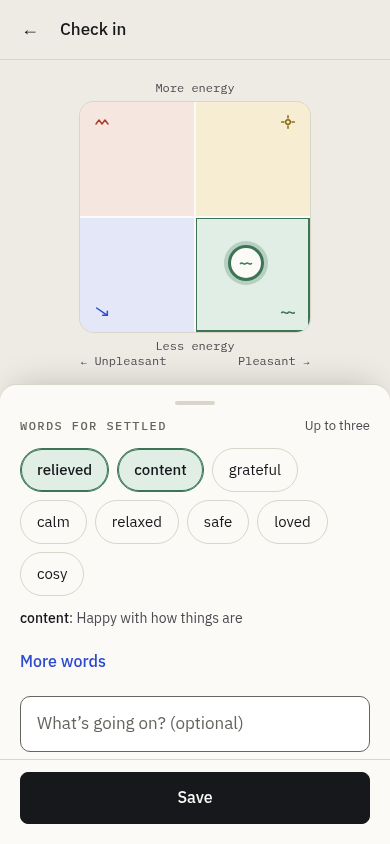 ← Check in
More energy
Less energy
← Unpleasant Pleasant →
WORDS FOR SETTLED Up to three
relieved content grateful
calm relaxed safe loved
cosy
content: Happy with how things are
More words
What’s going on? (optional)
Save